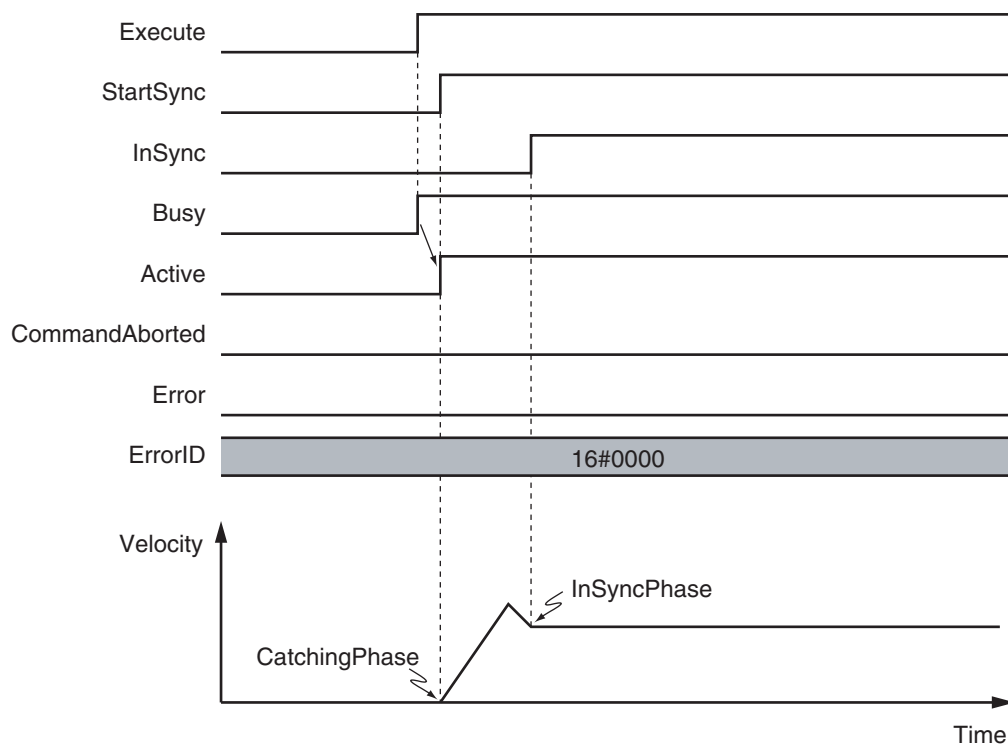 Execute
StartSync
InSync
Busy
Active
CommandAborted
Error
ErrorID
16#0000
Velocity
InSyncPhase
CatchingPhase
Time